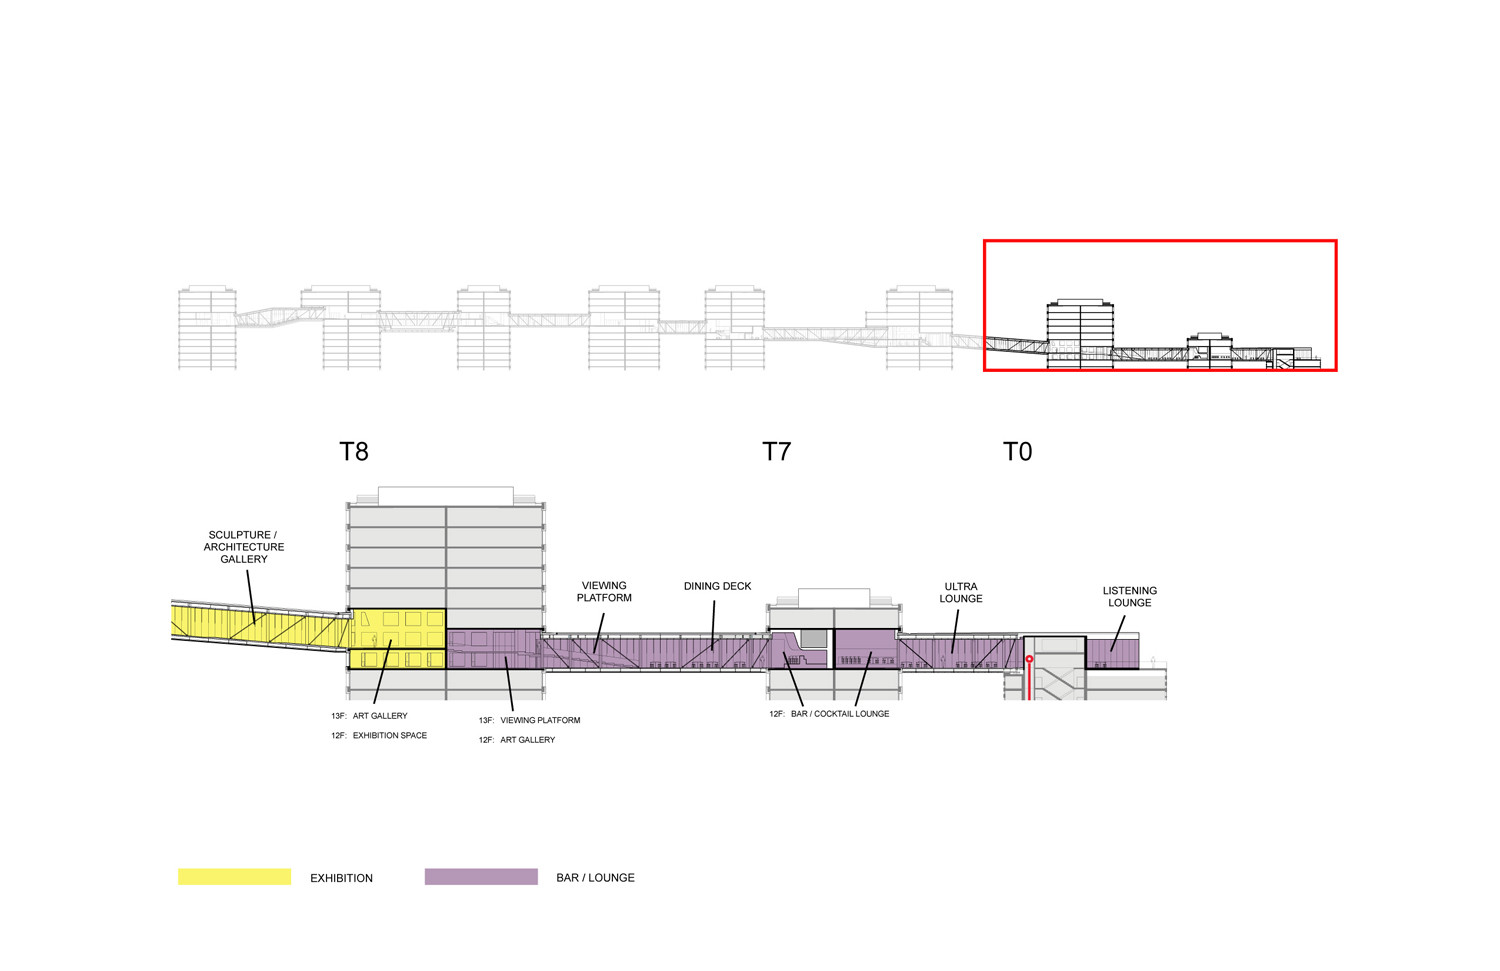 T8
T7
T0
SCULPTURE /
ARCHITECTURE
GALLERY
VIEWING
PLATFORM
DINING DECK
ULTRA
LOUNGE
LISTENING
LOUNGE
13F: ART GALLERY
12F: EXHIBITION SPACE
13F: VIEWING PLATFORM
12F: ART GALLERY
12F: BAR / COCKTAIL LOUNGE
EXHIBITION
BAR / LOUNGE